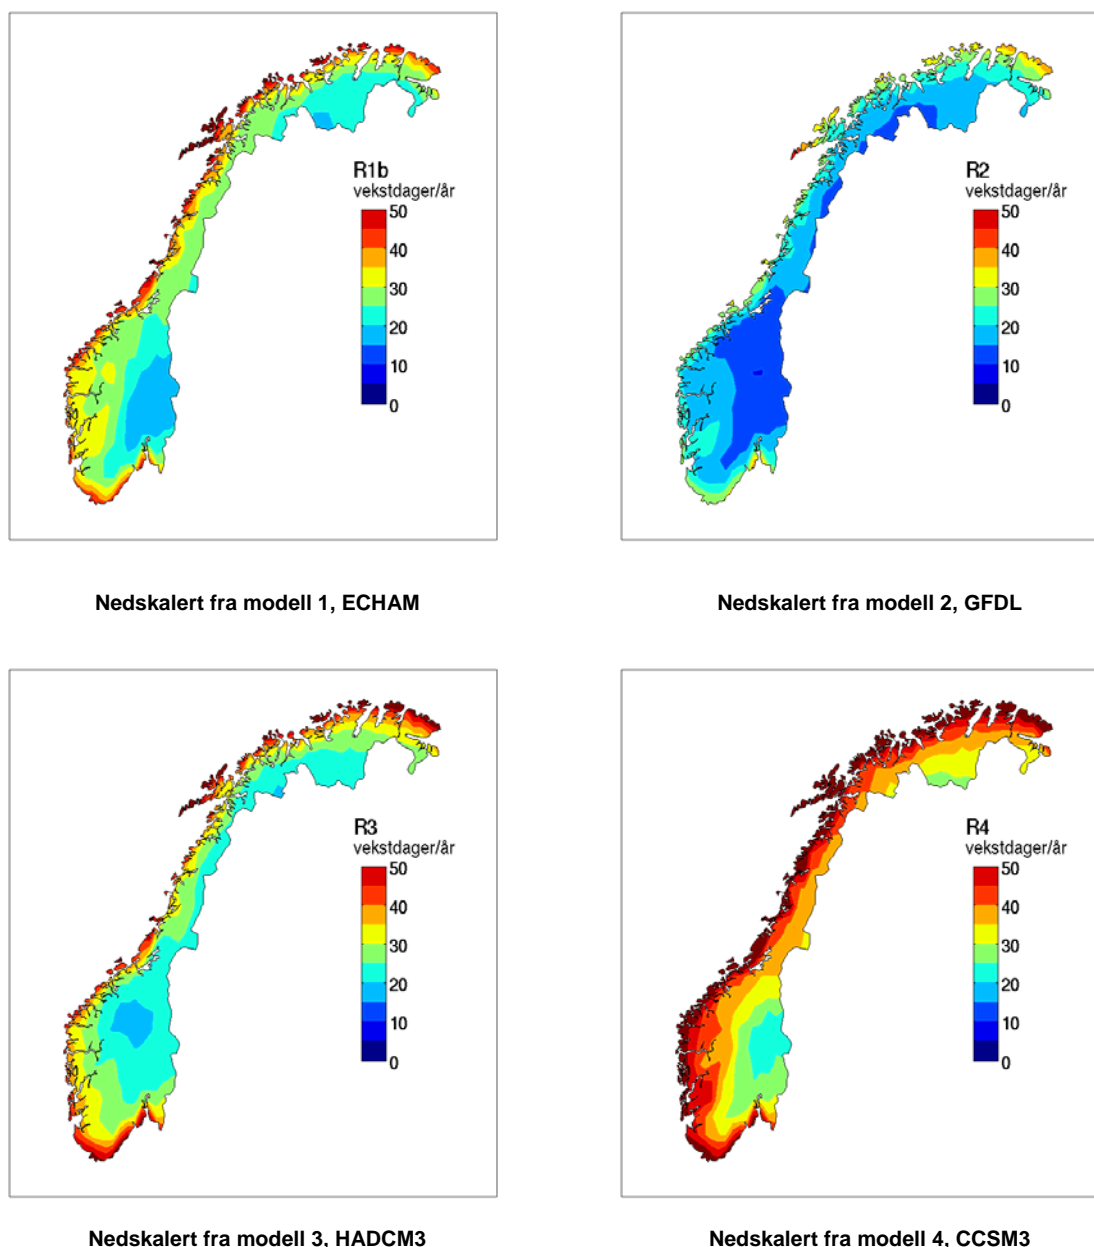 R1b
vekstdager/år
50
40
30
20
10
0
Nedskalert fra modell 1, ECHAM
R2
vekstdager/år
50
40
30
20
10
0
Nedskalert fra modell 2, GFDL
R3
vekstdager/år
50
40
30
20
10
0
Nedskalert fra modell 3, HADCM3
R4
vekstdager/år
50
40
30
20
10
0
Nedskalert fra modell 4, CCSM3